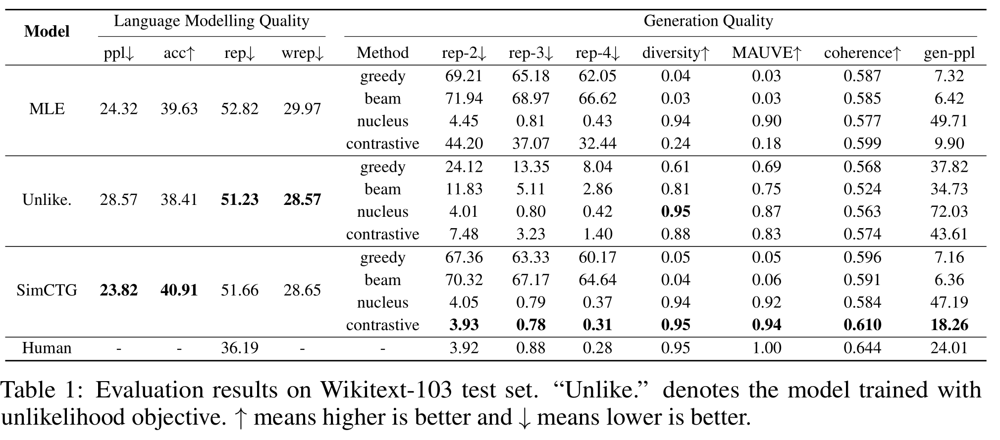 Model Language Modelling Quality Generation Quality
ppl↓ acc↑ rep↓ wrep↓ Method rep-2↓ rep-3↓ rep-4↓ diversity↑ MAUVE↑ coherence↑ gen-ppl
MLE 24.32 39.63 52.82 29.97 greedy 69.21 65.18 62.05 0.04 0.03 0.587 7.32
beam 71.94 68.97 66.62 0.03 0.03 0.585 6.42
nucleus 4.45 0.81 0.43 0.94 0.90 0.577 49.71
contrastive 44.20 37.07 32.44 0.24 0.18 0.599 9.90
Unlike. 28.57 38.41 51.23 28.57 greedy 24.12 13.35 8.04 0.61 0.69 0.568 37.82
beam 11.83 5.11 2.86 0.81 0.75 0.524 34.73
nucleus 4.01 0.80 0.42 0.95 0.87 0.563 72.03
contrastive 7.48 3.23 1.40 0.88 0.83 0.574 43.61
SimCTG 23.82 40.91 51.66 28.65 greedy 67.36 63.33 60.17 0.05 0.05 0.596 7.16
beam 70.32 67.17 64.64 0.04 0.06 0.591 6.36
nucleus 4.05 0.79 0.37 0.94 0.92 0.584 47.19
contrastive 3.93 0.78 0.31 0.95 0.94 0.610 18.26
Human - - 36.19 - - 3.92 0.88 0.28 0.95 1.00 0.644 24.01
Table 1: Evaluation results on Wikitext-103 test set. “Unlike.” denotes the model trained with
unlikelihood objective. ↑ means higher is better and ↓ means lower is better.